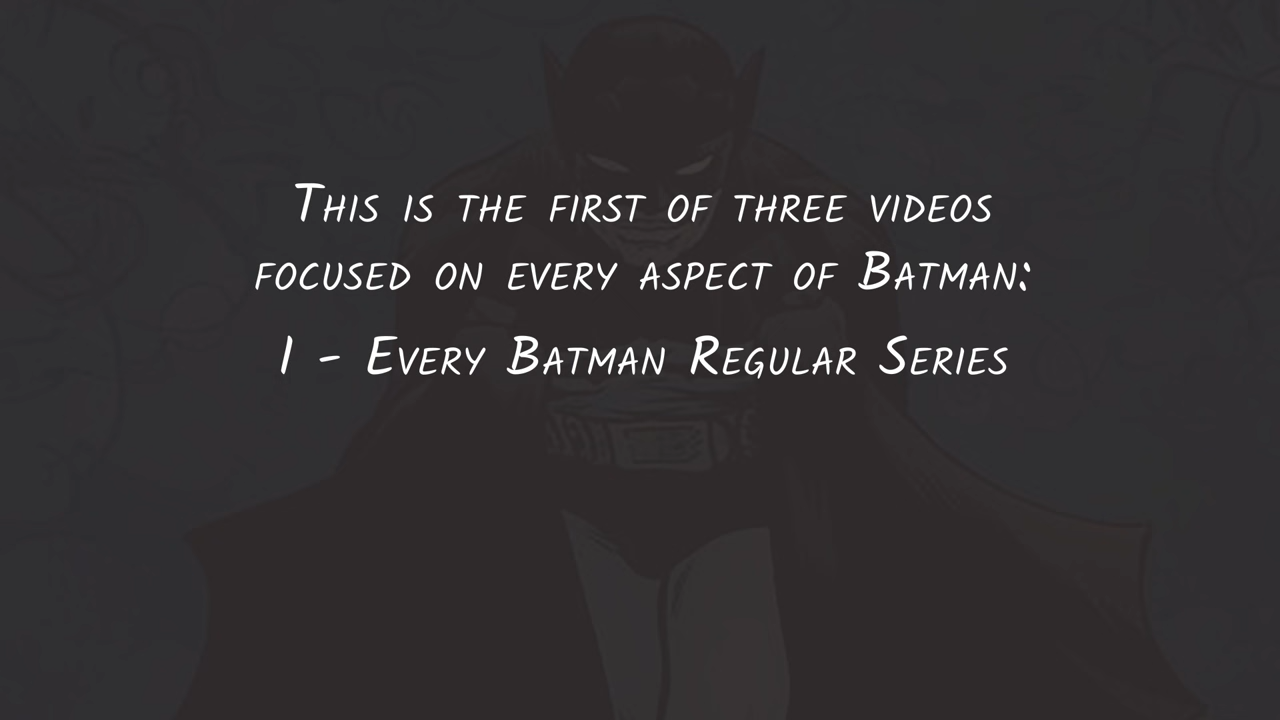 This is the first of three videos
focused on every aspect of Batman:
1 - Every Batman Regular Series